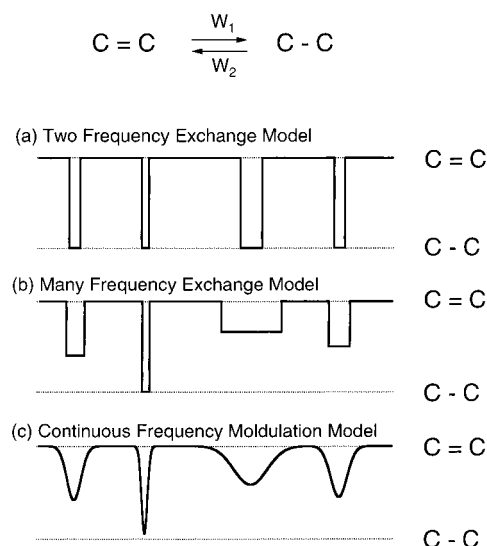 W1
C = C C - C
W2
(a) Two Frequency Exchange Model
C = C
C - C
(b) Many Frequency Exchange Model
C = C
C - C
(c) Continuous Frequency Moldulation Model
C = C
C - C